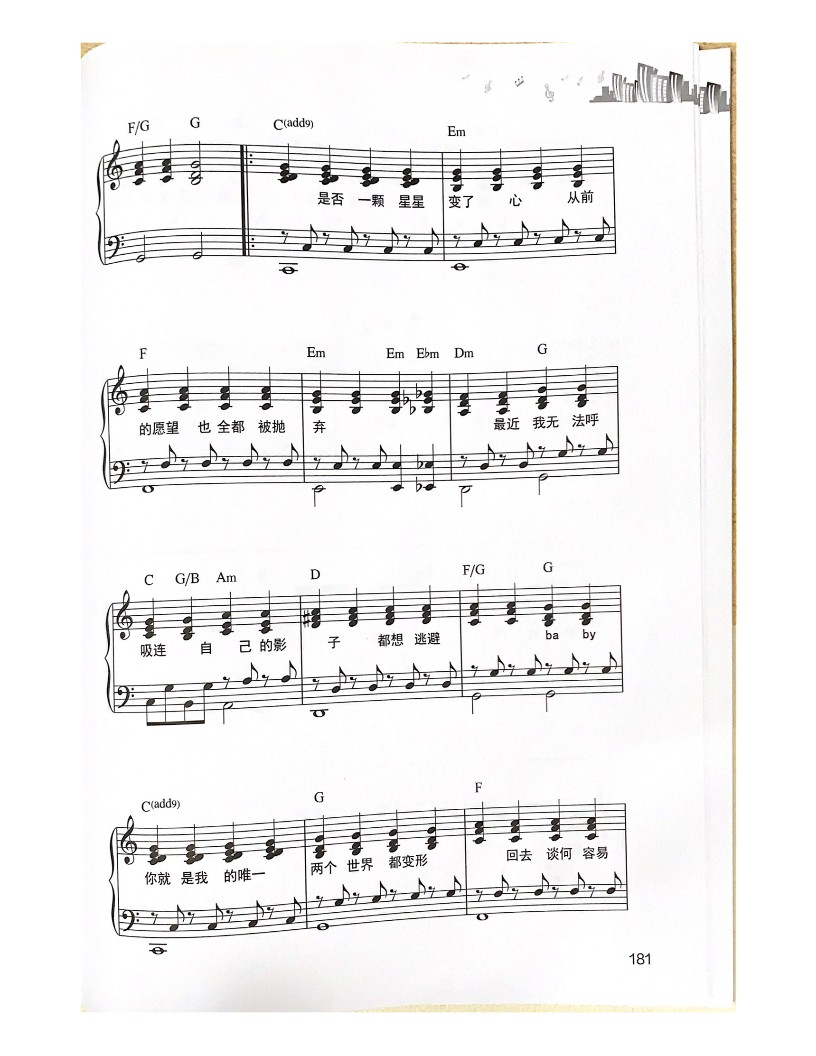 F/G G C(add9) Em
是否 一颗 星星 变了 心 从前
F Em Em E♭m Dm G
的愿望 也 全都 被抛 弃 最近 我无 法呼
C G/B Am D F/G G
吸连 自 己 的影 子 都想 逃避 ba by
C(add9) G F
你就 是我 的唯一 两个 世界 都变形 回去 谈何 容易
181